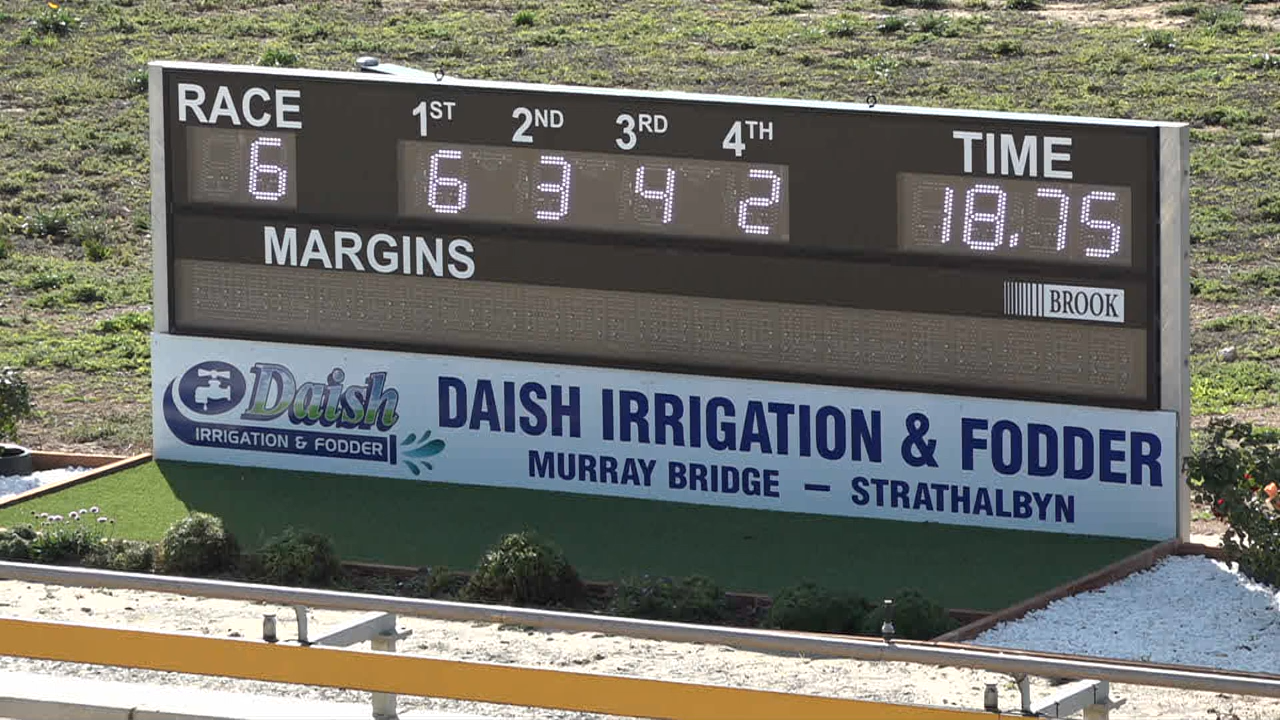 RACE 1ST 2ND 3RD 4TH TIME
6 6 3 4 2 18.75
MARGINS
BROOK
Daish
IRRIGATION & FODDER
DAISH IRRIGATION & FODDER
MURRAY BRIDGE – STRATHALBYN